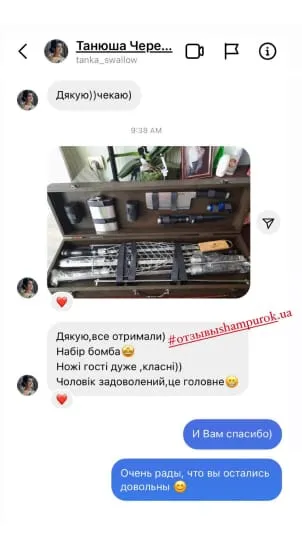 Танюша Чере...
tanka_swallow
Дякую))чекаю)
9:38 AM
Дякую,все отримали)
#отзывыshampurok.ua
Набір бомба🤩
Ножі гості дуже ,класні))
Чоловік задоволений,це головне😁
И Вам спасибо)
Очень рады, что вы остались
довольны 😊